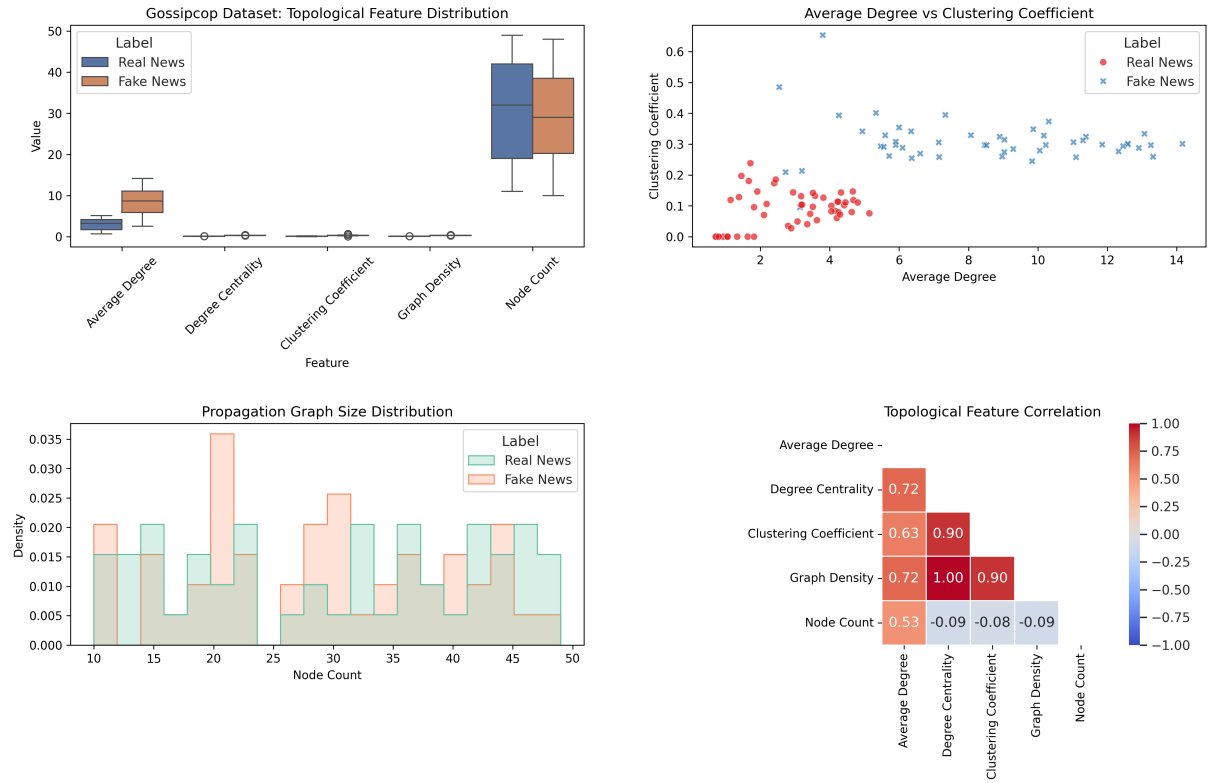 Gossipcop Dataset: Topological Feature Distribution
Value
50
40
30
20
10
0
Label
Real News
Fake News
Average Degree
Degree Centrality
Clustering Coefficient
Graph Density
Node Count
Feature
Average Degree vs Clustering Coefficient
Clustering Coefficient
0.6
0.5
0.4
0.3
0.2
0.1
0.0
Label
Real News
Fake News
2 4 6 8 10 12 14
Average Degree
Propagation Graph Size Distribution
Density
0.035
0.030
0.025
0.020
0.015
0.010
0.005
0.000
Label
Real News
Fake News
10 15 20 25 30 35 40 45 50
Node Count
Topological Feature Correlation
Average Degree
Degree Centrality 0.72
Clustering Coefficient 0.63 0.90
Graph Density 0.72 1.00 0.90
Node Count 0.53 -0.09 -0.08 -0.09
Average Degree
Degree Centrality
Clustering Coefficient
Graph Density
Node Count
1.00
0.75
0.50
0.25
0.00
−0.25
−0.50
−0.75
−1.00